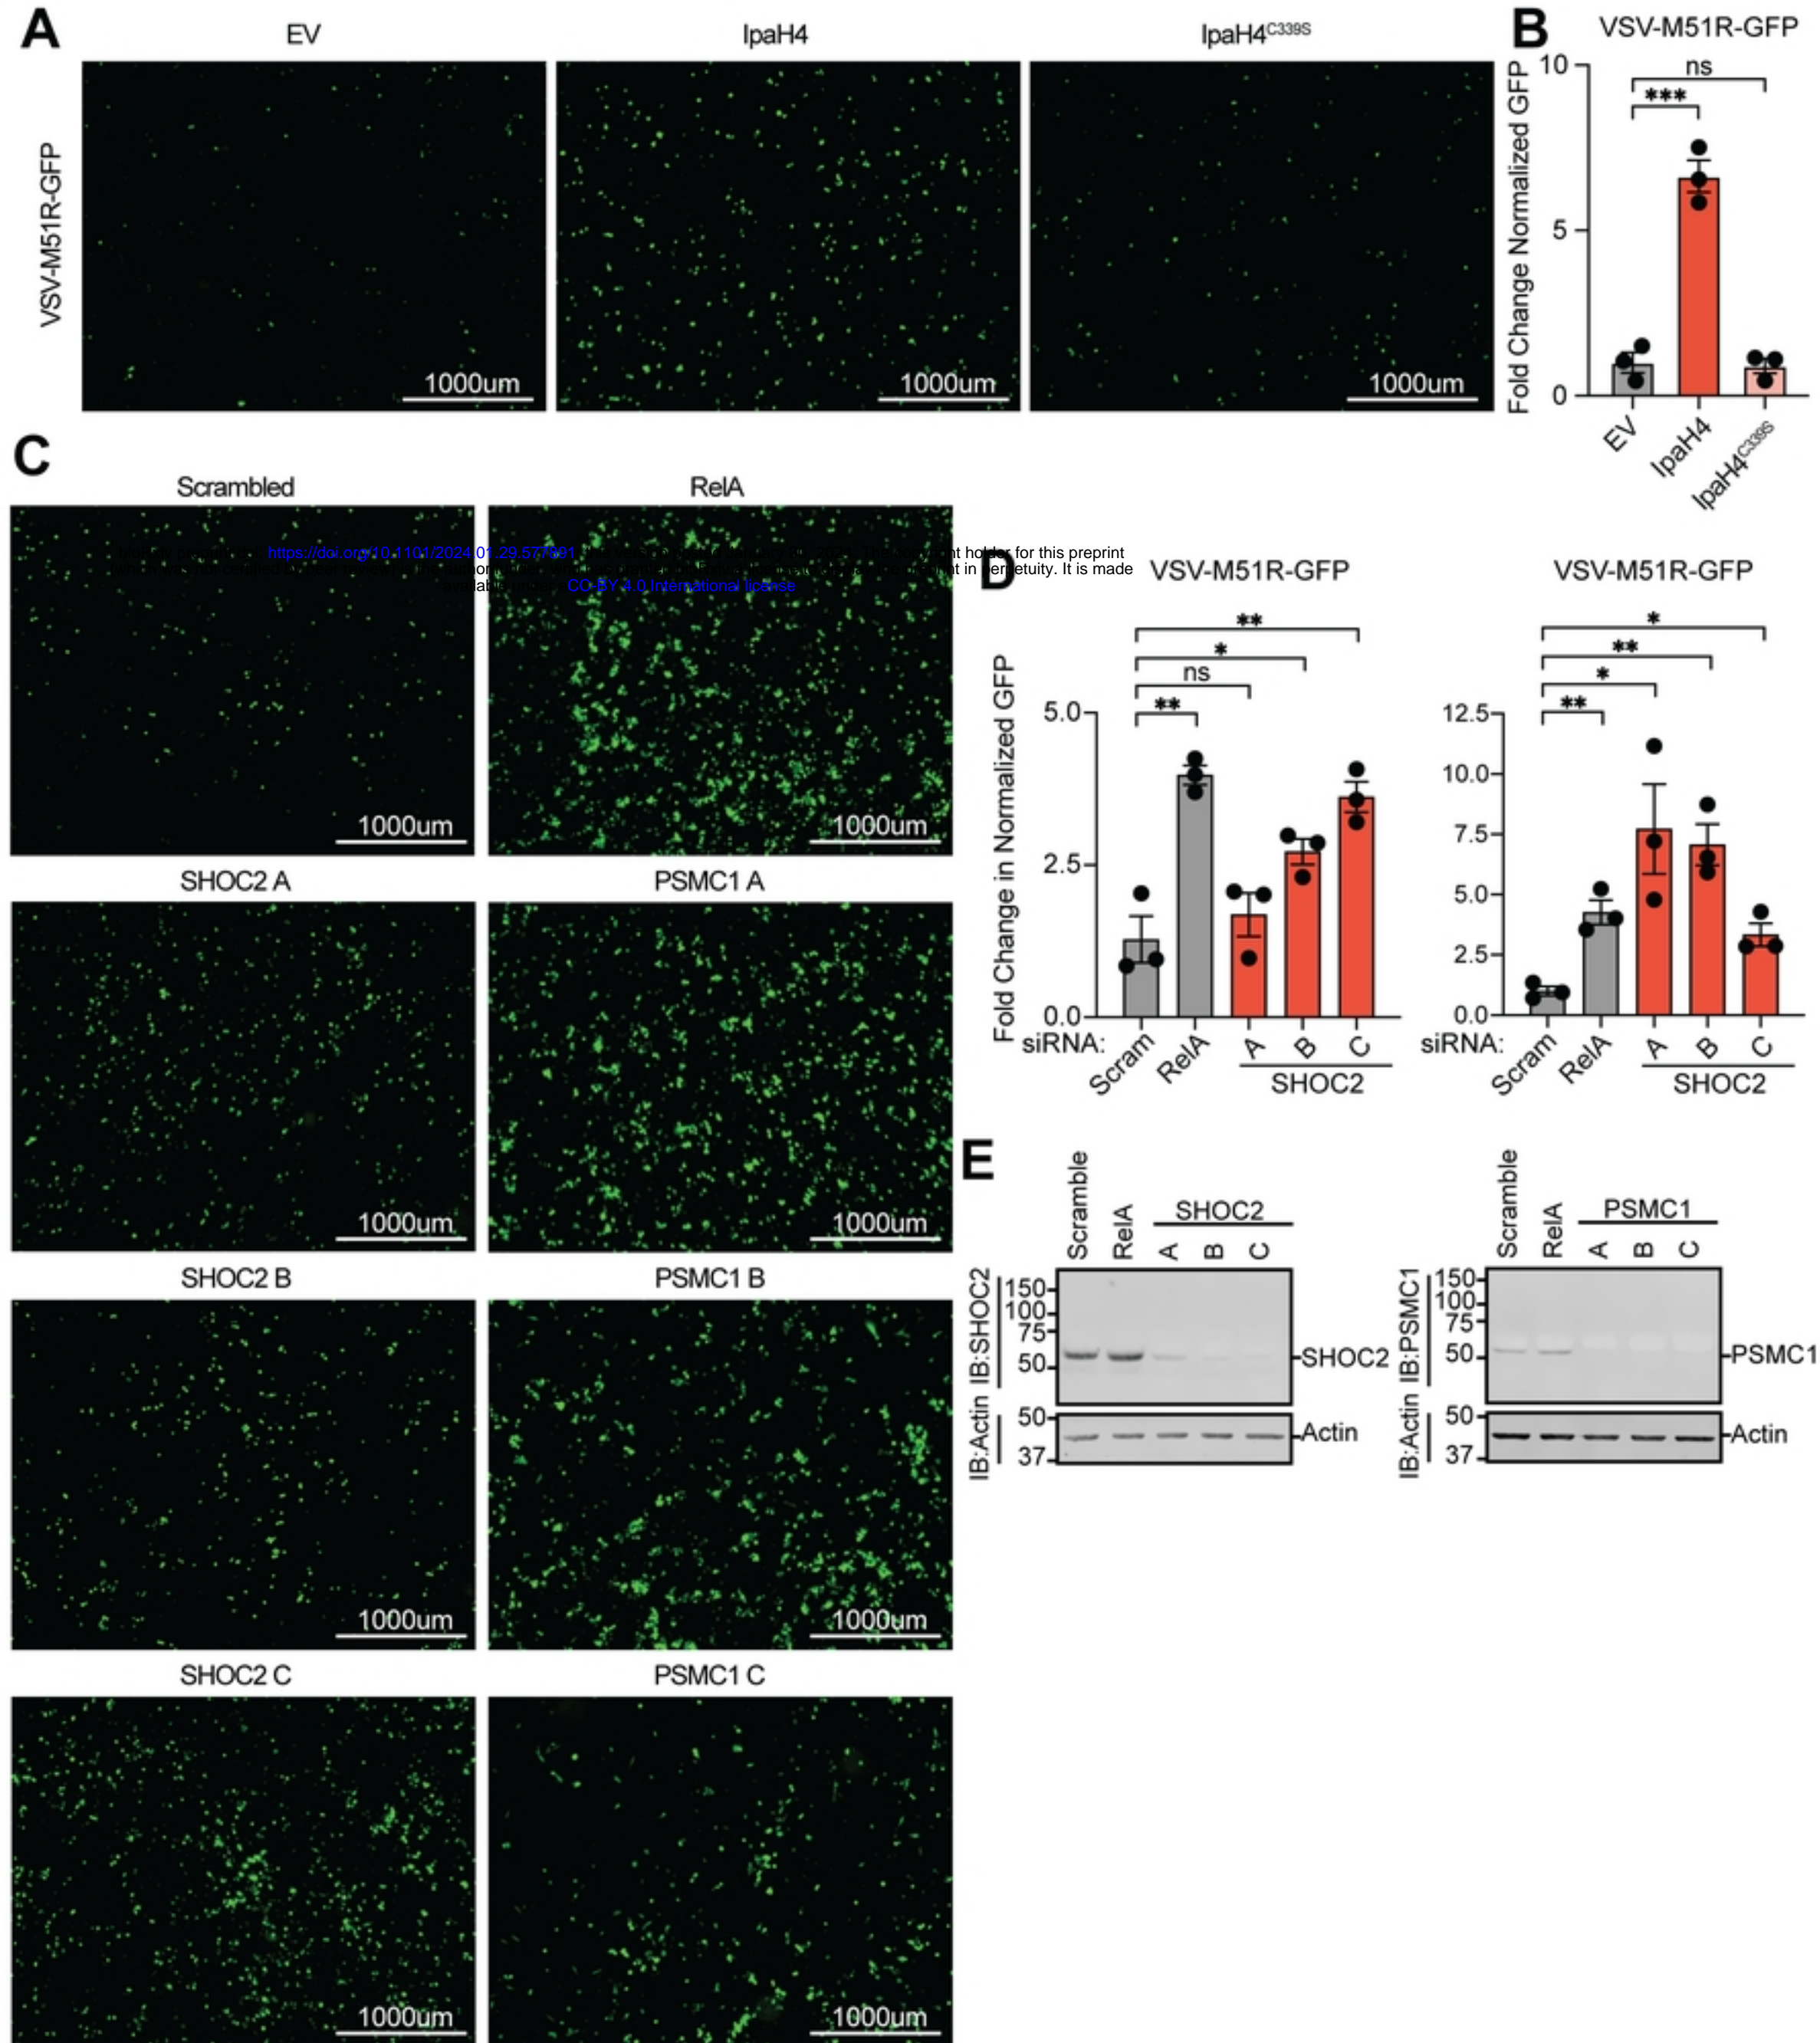 A
EV
IpaH4
IpaH4C339S
VSV-M51R-GFP
1000um
1000um
1000um
B
VSV-M51R-GFP
Fold Change Normalized GFP
10
5
0
ns
***
EV
IpaH4
IpaH4C339S
C
Scrambled
RelA
https://doi.org/10.1101/2024.01.29.577891
holder for this preprint
in perpetuity. It is made
CC-BY 4.0 International license
1000um
1000um
SHOC2 A
PSMC1 A
1000um
1000um
SHOC2 B
PSMC1 B
1000um
1000um
SHOC2 C
PSMC1 C
1000um
1000um
D
VSV-M51R-GFP
Fold Change in Normalized GFP
**
*
ns
**
5.0
2.5
0.0
siRNA:
Scram
RelA
A
B
C
SHOC2
VSV-M51R-GFP
*
**
*
**
12.5
10.0
7.5
5.0
2.5
0.0
siRNA:
Scram
RelA
A
B
C
SHOC2
E
Scramble
RelA
SHOC2
A
B
C
IB:SHOC2
150
100
75
50
SHOC2
IB:Actin
50
37
Actin
Scramble
RelA
PSMC1
A
B
C
IB:PSMC1
150
100
75
50
PSMC1
IB:Actin
50
37
Actin